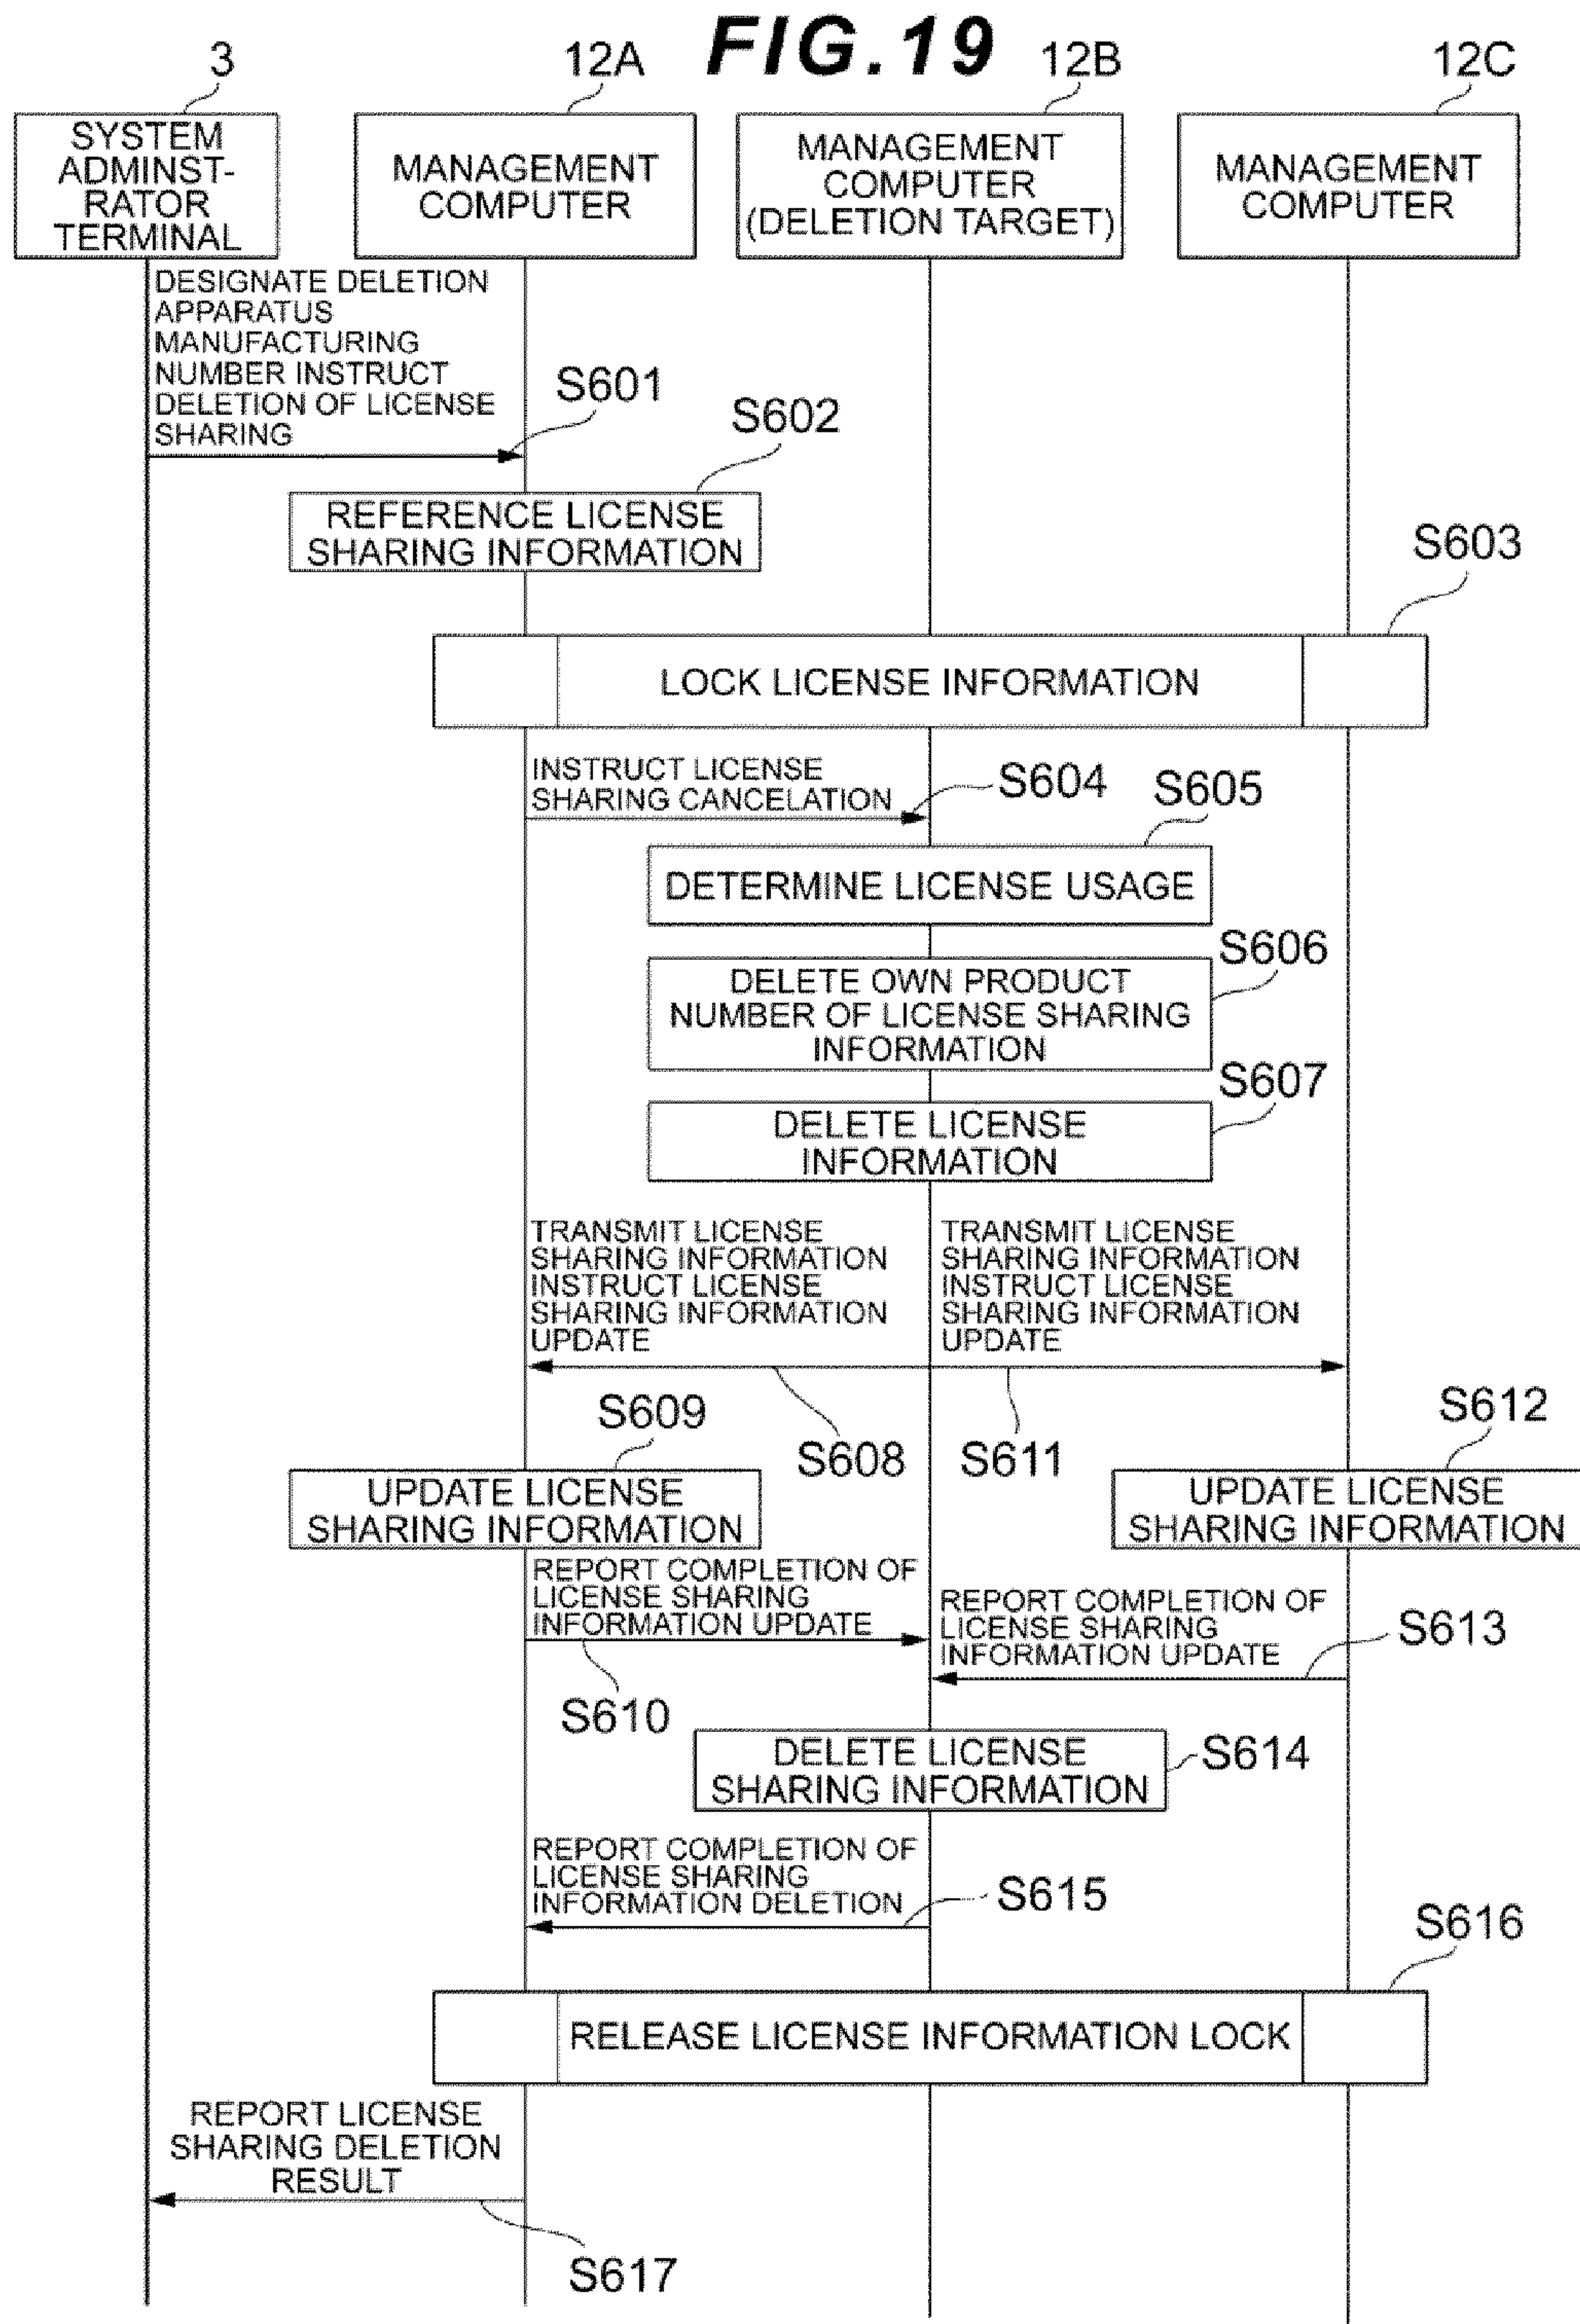 FIG.19
3
12A
12B
12C
SYSTEM
ADMINST-
RATOR
TERMINAL
MANAGEMENT
COMPUTER
MANAGEMENT
COMPUTER
(DELETION TARGET)
MANAGEMENT
COMPUTER
DESIGNATE DELETION
APPARATUS
MANUFACTURING
NUMBER INSTRUCT
DELETION OF LICENSE
SHARING
S601
S602
REFERENCE LICENSE
SHARING INFORMATION
S603
LOCK LICENSE INFORMATION
INSTRUCT LICENSE
SHARING CANCELATION
S604
S605
DETERMINE LICENSE USAGE
S606
DELETE OWN PRODUCT
NUMBER OF LICENSE SHARING
INFORMATION
S607
DELETE LICENSE
INFORMATION
TRANSMIT LICENSE
SHARING INFORMATION
INSTRUCT LICENSE
SHARING INFORMATION
UPDATE
TRANSMIT LICENSE
SHARING INFORMATION
INSTRUCT LICENSE
SHARING INFORMATION
UPDATE
S608
S611
S609
UPDATE LICENSE
SHARING INFORMATION
S612
UPDATE LICENSE
SHARING INFORMATION
REPORT COMPLETION OF
LICENSE SHARING
INFORMATION UPDATE
S610
REPORT COMPLETION OF
LICENSE SHARING
INFORMATION UPDATE
S613
DELETE LICENSE
SHARING INFORMATION
S614
REPORT COMPLETION OF
LICENSE SHARING
INFORMATION DELETION
S615
S616
RELEASE LICENSE INFORMATION LOCK
REPORT LICENSE
SHARING DELETION
RESULT
S617